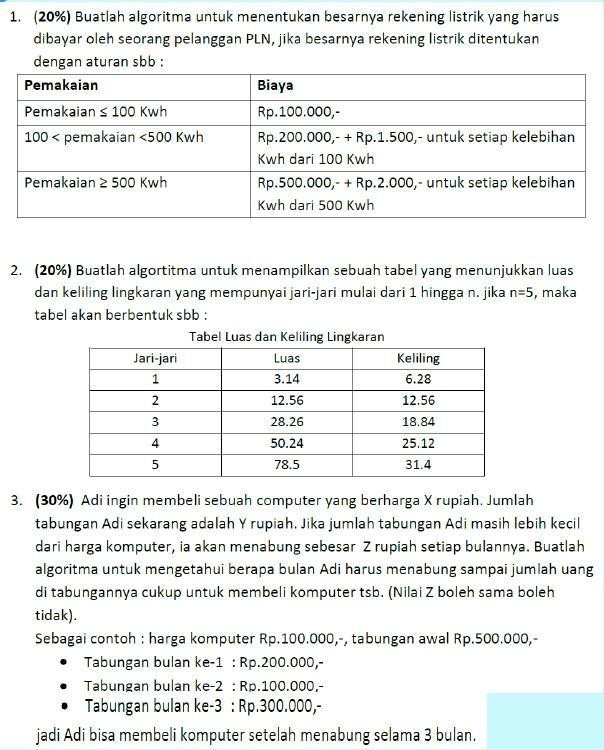 1. (20%) Buatlah algoritma untuk menentukan besarnya rekening listrik yang harus
dibayar oleh seorang pelanggan PLN, jika besarnya rekening listrik ditentukan
dengan aturan sbb :
Pemakaian Biaya
Pemakaian ≤ 100 Kwh Rp.100.000,-
100 < pemakaian <500 Kwh Rp.200.000,- + Rp.1.500,- untuk setiap kelebihan
Kwh dari 100 Kwh
Pemakaian ≥ 500 Kwh Rp.500.000,- + Rp.2.000,- untuk setiap kelebihan
Kwh dari 500 Kwh
2. (20%) Buatlah algortitma untuk menampilkan sebuah tabel yang menunjukkan luas
dan keliling lingkaran yang mempunyai jari-jari mulai dari 1 hingga n. jika n=5, maka
tabel akan berbentuk sbb :
Tabel Luas dan Keliling Lingkaran
Jari-jari Luas Keliling
1 3.14 6.28
2 12.56 12.56
3 28.26 18.84
4 50.24 25.12
5 78.5 31.4
3. (30%) Adi ingin membeli sebuah computer yang berharga X rupiah. Jumlah
tabungan Adi sekarang adalah Y rupiah. Jika jumlah tabungan Adi masih lebih kecil
dari harga komputer, ia akan menabung sebesar Z rupiah setiap bulannya. Buatlah
algoritma untuk mengetahui berapa bulan Adi harus menabung sampai jumlah uang
di tabungannya cukup untuk membeli komputer tsb. (Nilai Z boleh sama boleh
tidak).
Sebagai contoh : harga komputer Rp.100.000,-, tabungan awal Rp.500.000,-
• Tabungan bulan ke-1 : Rp.200.000,-
• Tabungan bulan ke-2 : Rp.100.000,-
• Tabungan bulan ke-3 : Rp.300.000,-
jadi Adi bisa membeli komputer setelah menabung selama 3 bulan.